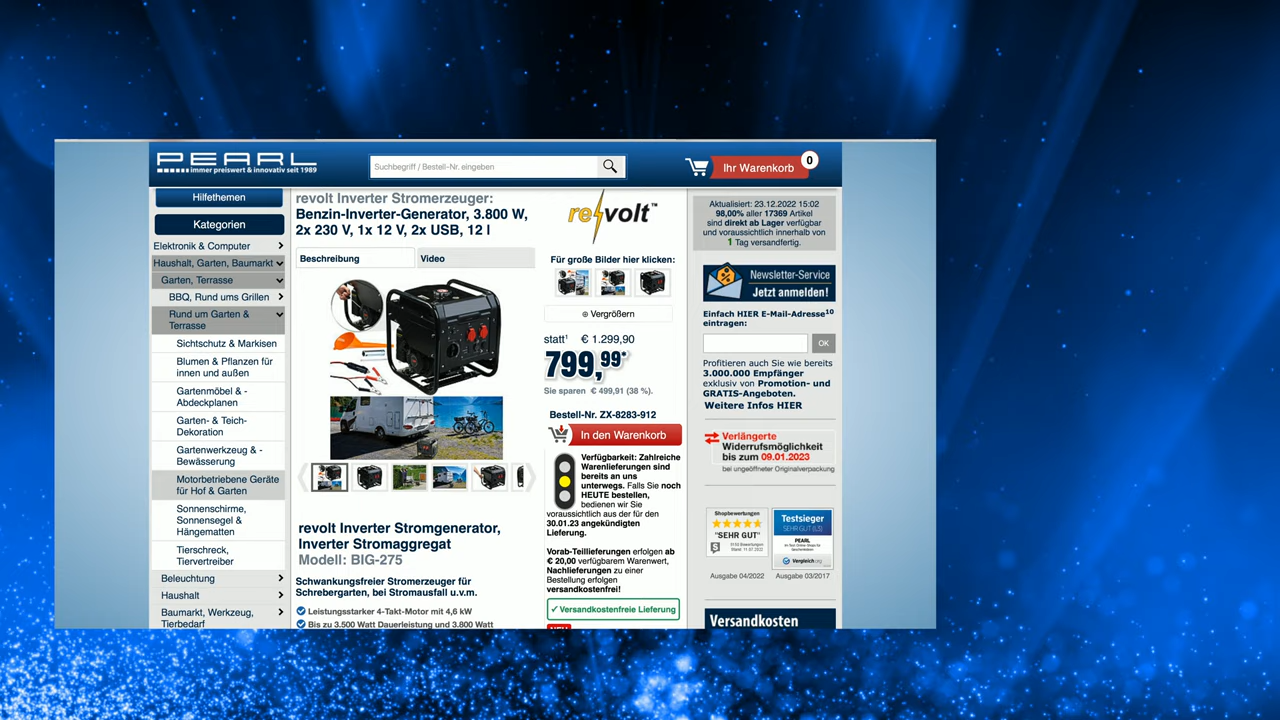 PEARL
immer preiswert & innovativ seit 1989
Suchbegriff / Bestell-Nr. eingeben
Ihr Warenkorb
0
Hilfethemen
Kategorien
Elektronik & Computer
Haushalt, Garten, Baumarkt
Garten, Terrasse
BBQ, Rund ums Grillen
Rund um Garten &
Terrasse
Sichtschutz & Markisen
Blumen & Pflanzen für
innen und außen
Gartenmöbel & -
Abdeckplanen
Garten- & Teich-
Dekoration
Gartenwerkzeug & -
Bewässerung
Motorbetriebene Geräte
für Hof & Garten
Sonnenschirme,
Sonnensegel &
Hängematten
Tierschreck,
Tiervertreiber
Beleuchtung
Haushalt
Baumarkt, Werkzeug,
Tierbedarf
revolt Inverter Stromerzeuger:
Benzin-Inverter-Generator, 3.800 W,
2x 230 V, 1x 12 V, 2x USB, 12 l
Beschreibung
Video
revolt Inverter Stromgenerator,
Inverter Stromaggregat
Modell: BIG-275
Schwankungsfreier Stromerzeuger für
Schrebergarten, bei Stromausfall u.v.m.
Leistungsstarker 4-Takt-Motor mit 4,6 kW
Bis zu 3.500 Watt Dauerleistung und 3.800 Watt
revolt™
Für große Bilder hier klicken:
Vergrößern
statt¹ € 1.299,90
799,99*
Sie sparen € 499,91 (38 %).
Bestell-Nr. ZX-8283-912
In den Warenkorb
Verfügbarkeit: Zahlreiche
Warenlieferungen sind
bereits an uns
unterwegs. Falls Sie noch
HEUTE bestellen,
bedienen wir Sie
voraussichtlich aus der für den
30.01.23 angekündigten
Lieferung.
Vorab-Teillieferungen erfolgen ab
€ 20,00 verfügbarem Warenwert,
Nachlieferungen zu einer
Bestellung erfolgen
versandkostenfrei!
✓ Versandkostenfreie Lieferung
NEU
Aktualisiert: 23.12.2022 15:02
98,00% aller 17369 Artikel
sind direkt ab Lager verfügbar
und voraussichtlich innerhalb von
1 Tag versandfertig.
Newsletter-Service
Jetzt anmelden!
Einfach HIER E-Mail-Adresse¹⁰
eintragen:
OK
Profitieren auch Sie wie bereits
3.000.000 Empfänger
exklusiv von Promotion- und
GRATIS-Angeboten.
Weitere Infos HIER
Verlängerte
Widerrufsmöglichkeit
bis zum 09.01.2023
bei ungeöffneter Originalverpackung
Shopbewertungen
"SEHR GUT"
Ausgabe 04/2022
Testsieger
SEHR GUT (1,5)
PEARL
Vergleich.org
Ausgabe 03/2017
Versandkosten